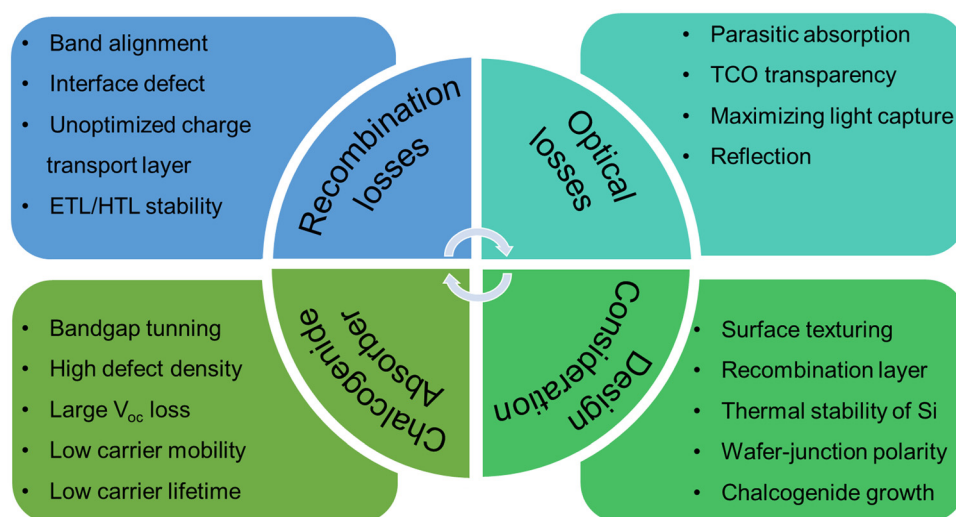 • Band alignment
• Interface defect
• Unoptimized charge
transport layer
• ETL/HTL stability
Recombination
losses
Optical
losses
• Parasitic absorption
• TCO transparency
• Maximizing light capture
• Reflection
• Bandgap tunning
• High defect density
• Large Voc loss
• Low carrier mobility
• Low carrier lifetime
Chalcogenide
Absorber
Design
Consideration
• Surface texturing
• Recombination layer
• Thermal stability of Si
• Wafer-junction polarity
• Chalcogenide growth